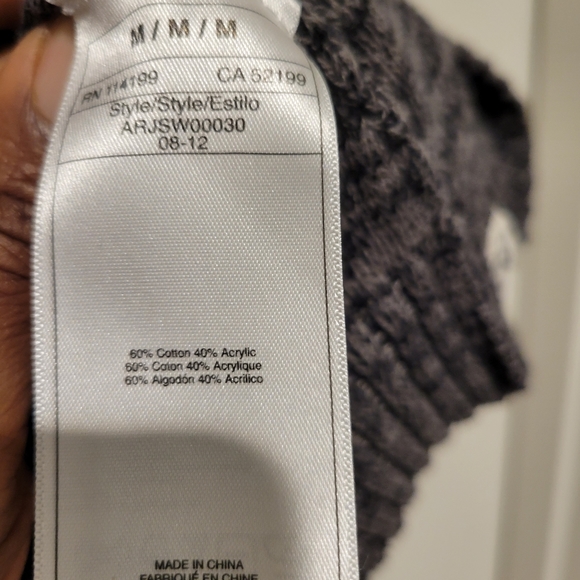 M / M / M
RN 114199 CA 52199
Style/Style/Estilo
ARJSW00030
08-12
60% Cotton 40% Acrylic
60% Coton 40% Acrylique
60% Algodón 40% Acrilico
MADE IN CHINA
FABRIQUÉ EN CHINE